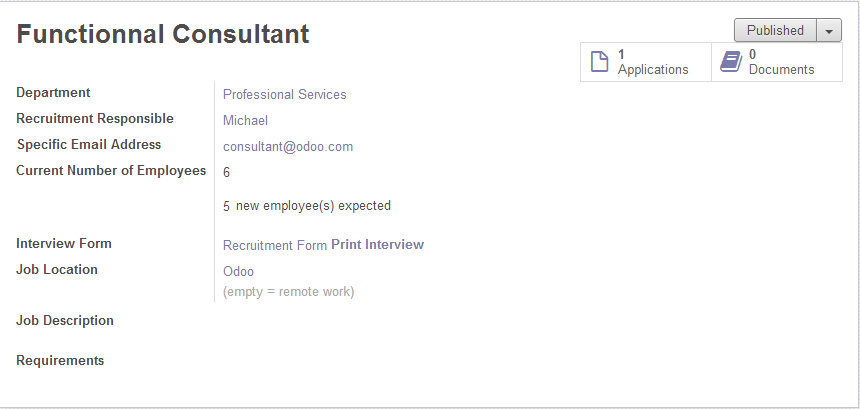 Functionnal Consultant
Published
1
Applications
0
Documents
Department Professional Services
Recruitment Responsible Michael
Specific Email Address consultant@odoo.com
Current Number of Employees 6
5 new employee(s) expected
Interview Form Recruitment Form Print Interview
Job Location Odoo
(empty = remote work)
Job Description
Requirements